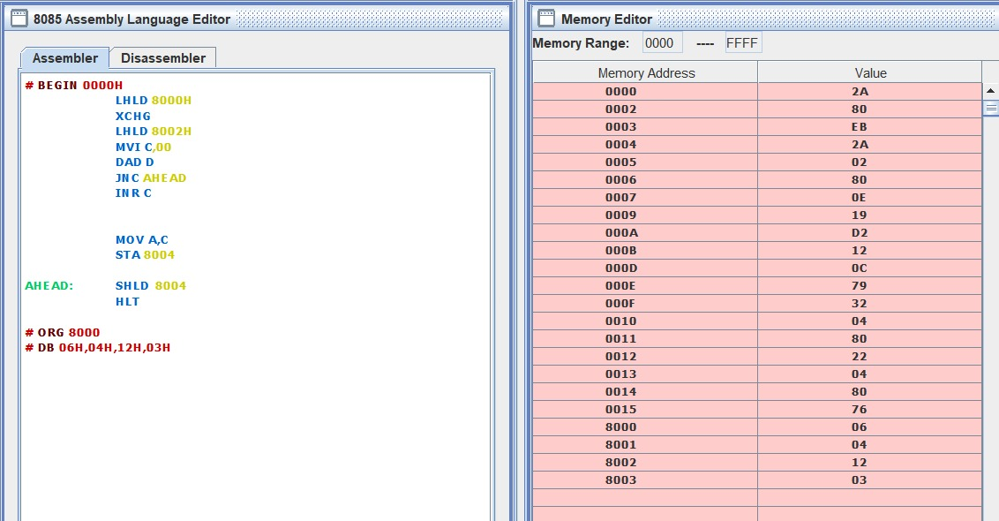 8085 Assembly Language Editor
Assembler Disassembler
# BEGIN 0000H
LHLD 8000H
XCHG
LHLD 8002H
MVI C,00
DAD D
JNC AHEAD
INR C
MOV A,C
STA 8004
AHEAD: SHLD 8004
HLT
# ORG 8000
# DB 06H,04H,12H,03H
Memory Editor
Memory Range: 0000 ---- FFFF
Memory Address Value
0000 2A
0002 80
0003 EB
0004 2A
0005 02
0006 80
0007 0E
0009 19
000A D2
000B 12
000D 0C
000E 79
000F 32
0010 04
0011 80
0012 22
0013 04
0014 80
0015 76
8000 06
8001 04
8002 12
8003 03